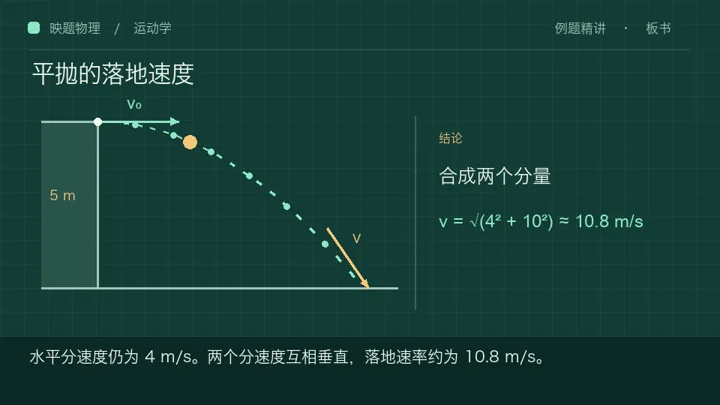 映题物理 / 运动学
例题精讲 · 板书
平抛的落地速度
v₀
5 m
v
结论
合成两个分量
v = √(4² + 10²) ≈ 10.8 m/s
水平分速度仍为 4 m/s。两个分速度互相垂直，落地速率约为 10.8 m/s。